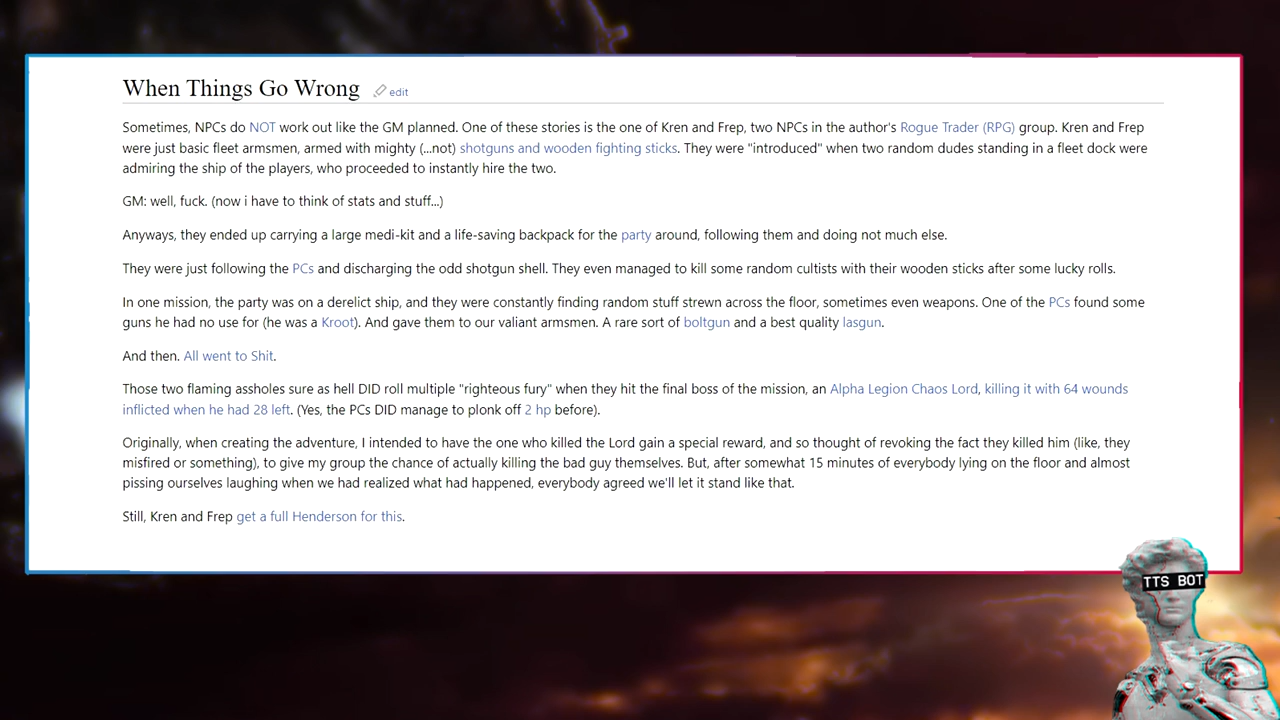 When Things Go Wrong edit
Sometimes, NPCs do NOT work out like the GM planned. One of these stories is the one of Kren and Frep, two NPCs in the author's Rogue Trader (RPG) group. Kren and Frep
were just basic fleet armsmen, armed with mighty (...not) shotguns and wooden fighting sticks. They were "introduced" when two random dudes standing in a fleet dock were
admiring the ship of the players, who proceeded to instantly hire the two.
GM: well, fuck. (now i have to think of stats and stuff...)
Anyways, they ended up carrying a large medi-kit and a life-saving backpack for the party around, following them and doing not much else.
They were just following the PCs and discharging the odd shotgun shell. They even managed to kill some random cultists with their wooden sticks after some lucky rolls.
In one mission, the party was on a derelict ship, and they were constantly finding random stuff strewn across the floor, sometimes even weapons. One of the PCs found some
guns he had no use for (he was a Kroot). And gave them to our valiant armsmen. A rare sort of boltgun and a best quality lasgun.
And then. All went to Shit.
Those two flaming assholes sure as hell DID roll multiple "righteous fury" when they hit the final boss of the mission, an Alpha Legion Chaos Lord, killing it with 64 wounds
inflicted when he had 28 left. (Yes, the PCs DID manage to plonk off 2 hp before).
Originally, when creating the adventure, I intended to have the one who killed the Lord gain a special reward, and so thought of revoking the fact they killed him (like, they
misfired or something), to give my group the chance of actually killing the bad guy themselves. But, after somewhat 15 minutes of everybody lying on the floor and almost
pissing ourselves laughing when we had realized what had happened, everybody agreed we'll let it stand like that.
Still, Kren and Frep get a full Henderson for this.
TTS BOT